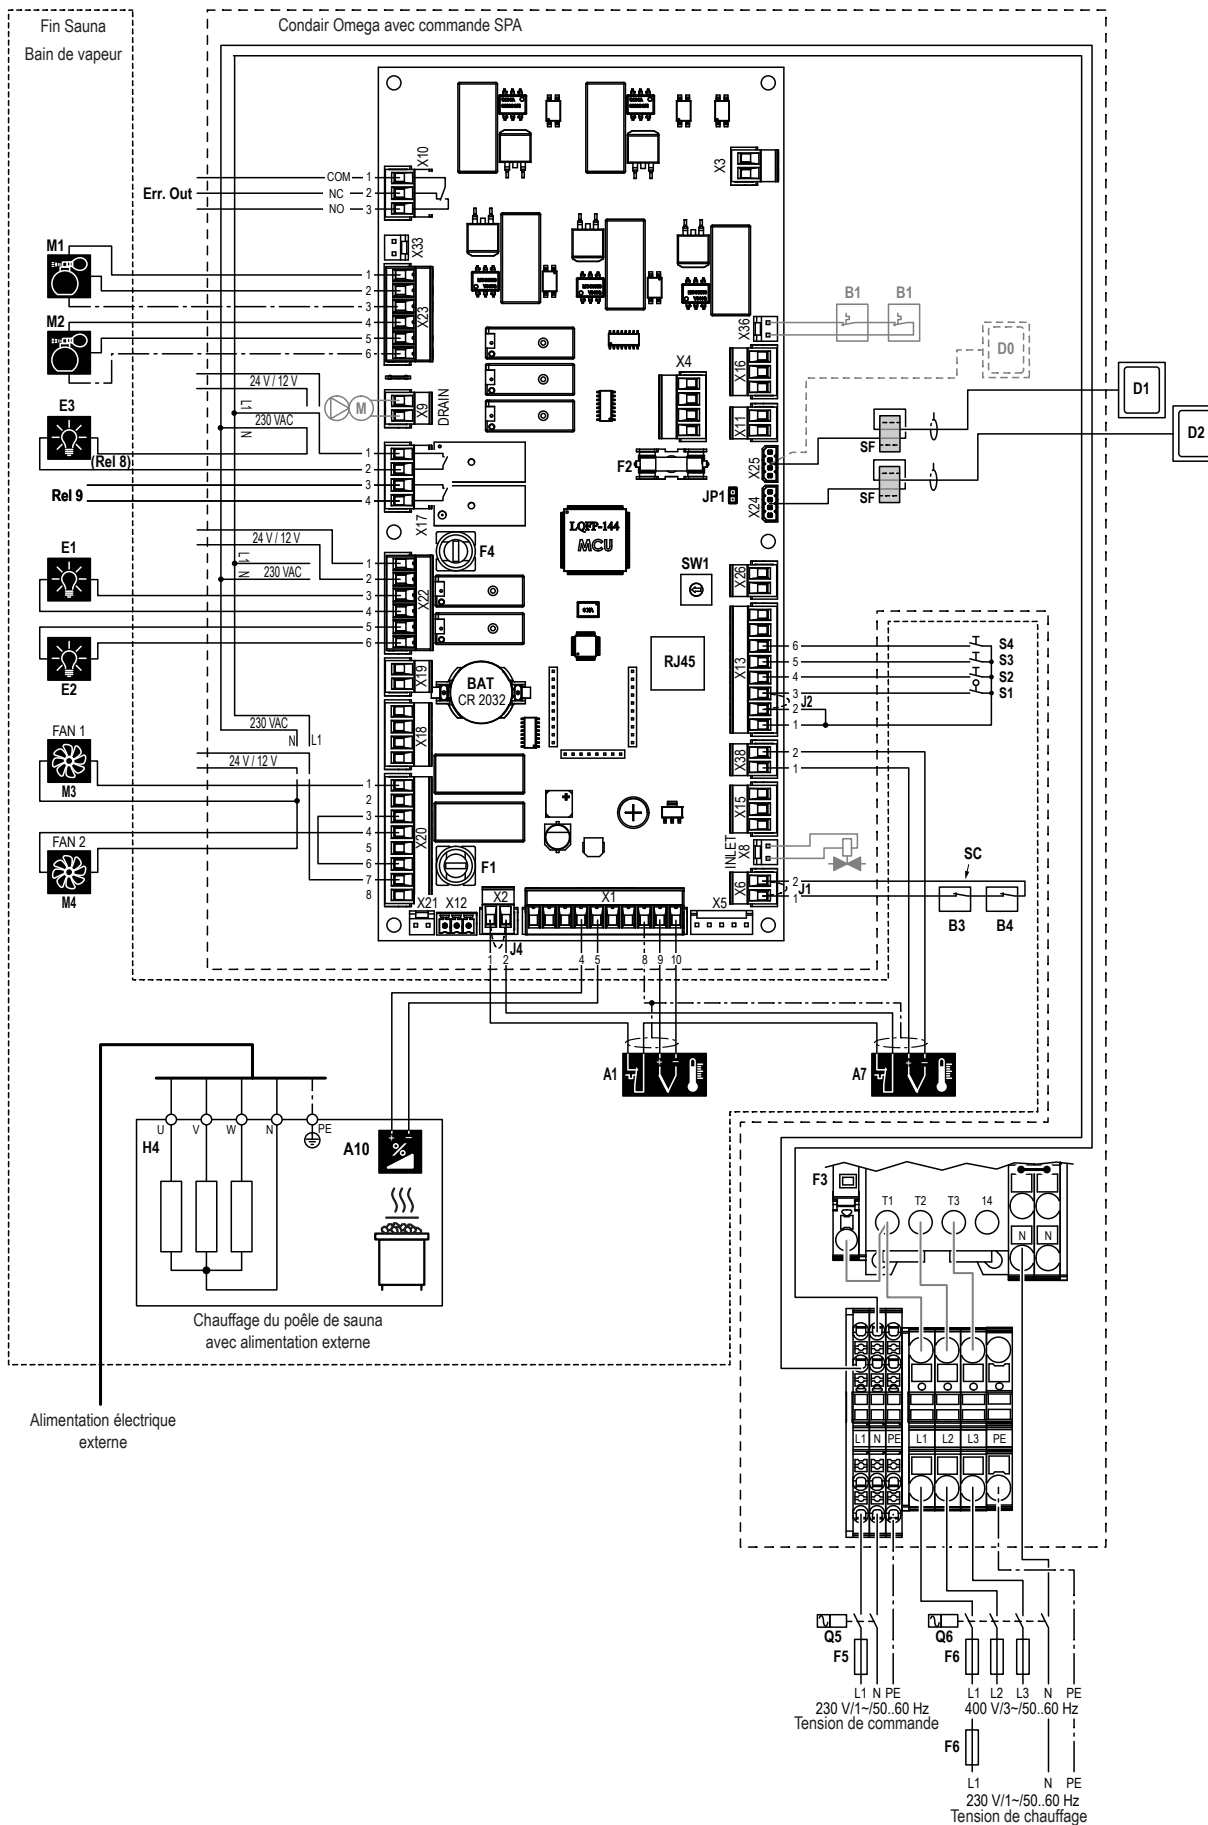 Fin Sauna
Bain de vapeur
Condair Omega avec commande SPA
X10
X3
COM 1
NC 2
NO 3
Err. Out
X33
M1
1
2
3
4
5
6
X23
M2
B1 B1
X36
D0
X4
X16
D1
24 V / 12 V
L1
N
230 VAC
M
X9
DRAIN
X11
E3
(Rel 8)
1
2
3
4
Rel 9
X17
F2
JP1
X25
X24
SF
SF
D2
LQFP-144
MCU
F4
24 V / 12 V
L1
N
230 VAC
E1
1
2
3
4
5
6
X22
E2
SW1
X26
RJ45
X13
6
5
4
3
2
1
J2
S4
S3
S2
S1
X19
BAT
CR 2032
X18
230 VAC
N L1
24 V / 12 V
FAN 1
M3
X38
2
1
1
2
3
4
5
6
7
8
X20
X15
FAN 2
M4
F1
INLET
X8
SC
X6
2
1
J1
B3 B4
X21 X12 X2 X1 X5
J4
1 2 4 5 8 9 10
A1
A7
U V W N PE
H4
A10
%
Chauffage du poêle de sauna
avec alimentation externe
F3
T1 T2 T3 14
N N
Alimentation électrique
externe
L1 N PE L1 L2 L3 PE
Q5
F5
Q6
F6
L1 N PE
230 V/1~/50..60 Hz
Tension de commande
L1 L2 L3 N PE
400 V/3~/50..60 Hz
F6
L1 N PE
230 V/1~/50..60 Hz
Tension de chauffage